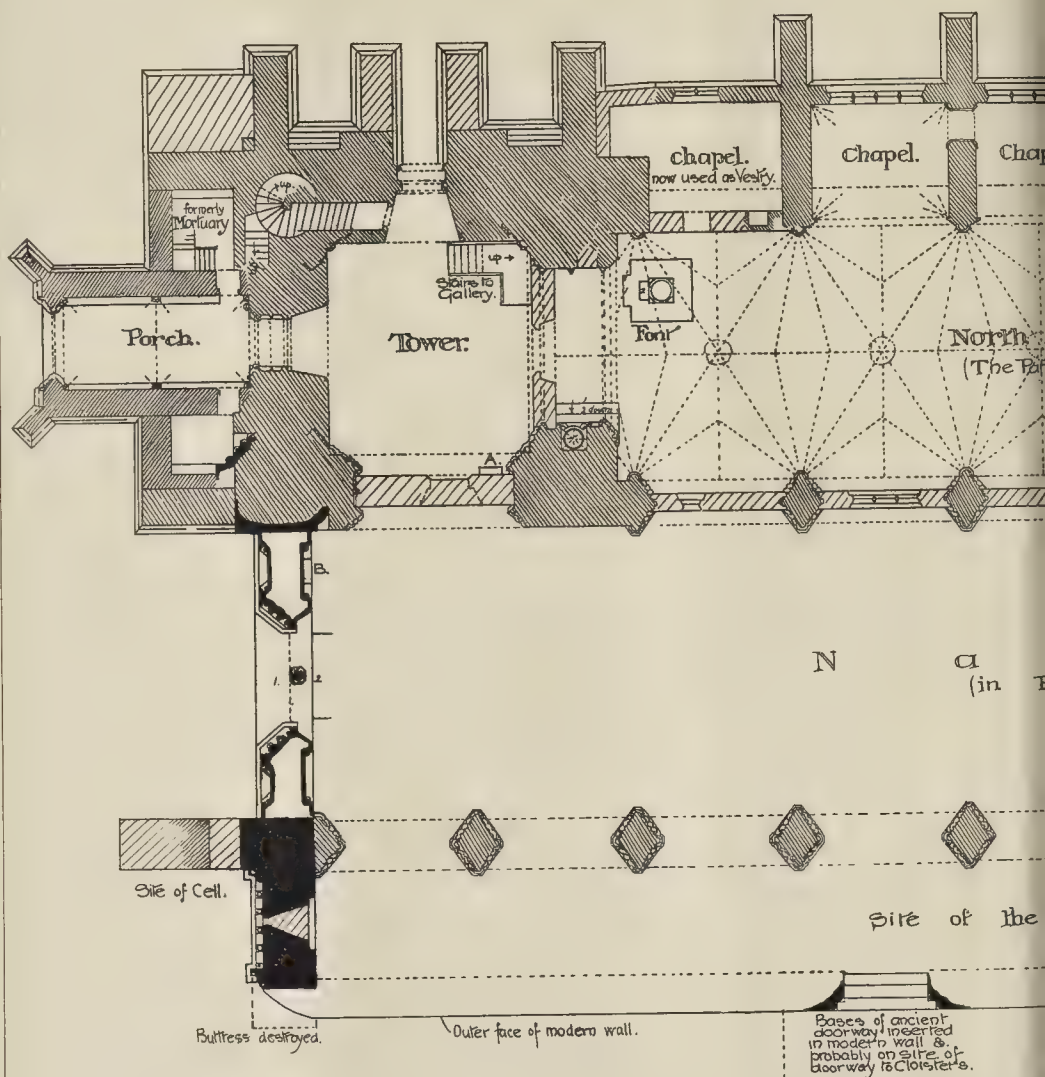 chapel.
now used as Vestry.
Chapel.
Chap
up.
formerly
Mortuary
up
up→
Stairs to
Gallery.
Porch.
Tower.
Font
North
(The Pa
A
B.
1.
2
N a
(in
Site of Cell.
Site of the
Buttress destroyed.
Outer face of modern wall.
Bases of ancient
doorway inserted
in modern wall &
probably on site of
doorway to Cloisters.